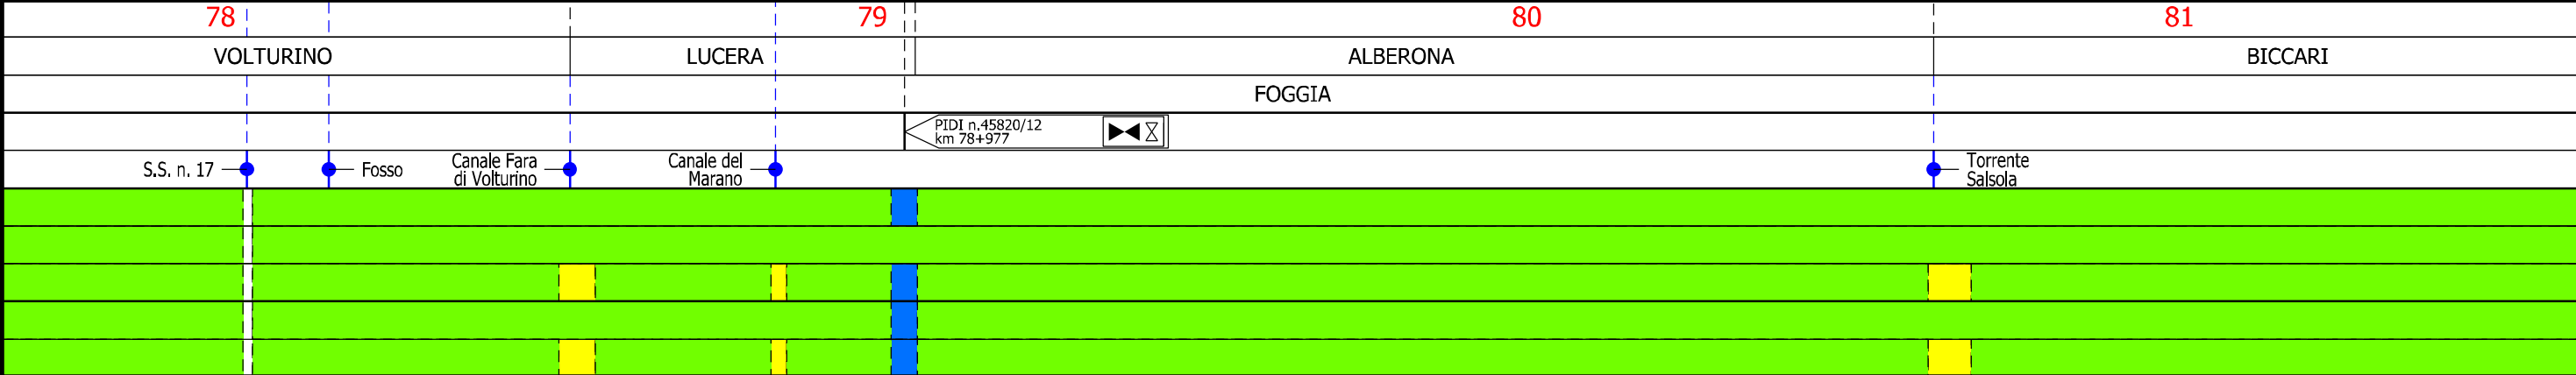 78 79 80 81
VOLTURINO LUCERA ALBERONA BICCARI
FOGGIA
PIDI n.45820/12
km 78+977
S.S. n. 17
Fosso
Canale Fara
di Volturino
Canale del
Marano
Torrente
Salsola